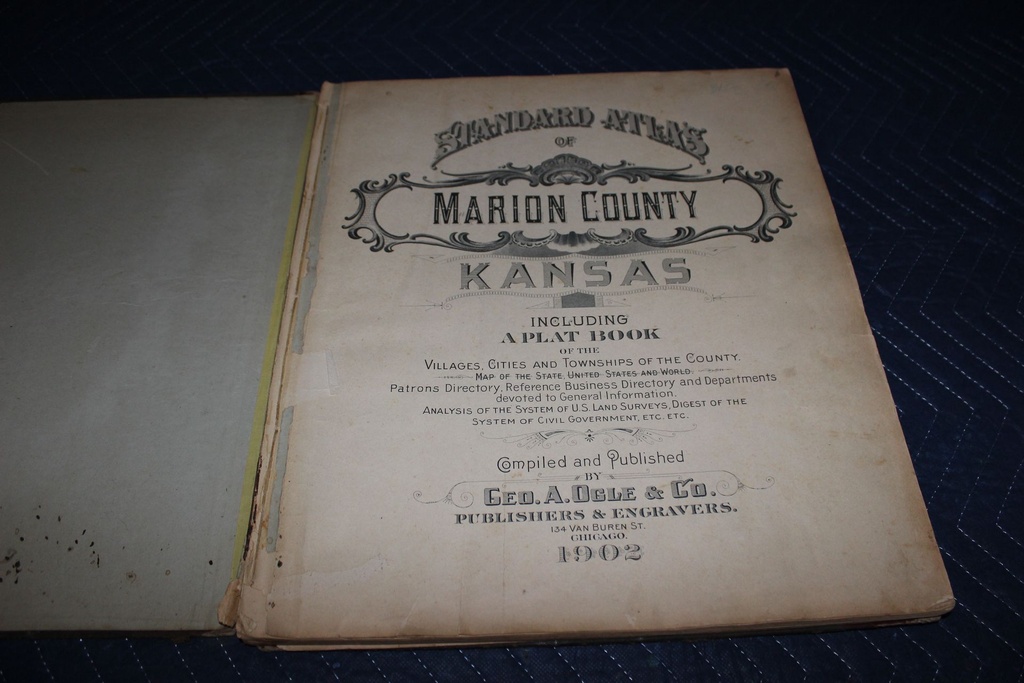 STANDARD ATLAS
OF
MARION COUNTY
KANSAS
INCLUDING
A PLAT BOOK
OF THE
VILLAGES, CITIES AND TOWNSHIPS OF THE COUNTY.
MAP OF THE STATE, UNITED STATES AND WORLD.
Patrons Directory, Reference Business Directory and Departments
devoted to General Information.
ANALYSIS OF THE SYSTEM OF U.S. LAND SURVEYS, DIGEST OF THE
SYSTEM OF CIVIL GOVERNMENT, ETC. ETC.
Compiled and Published
BY
GEO. A. OGLE & CO.
PUBLISHERS & ENGRAVERS.
134 VAN BUREN ST.
CHICAGO.
1902